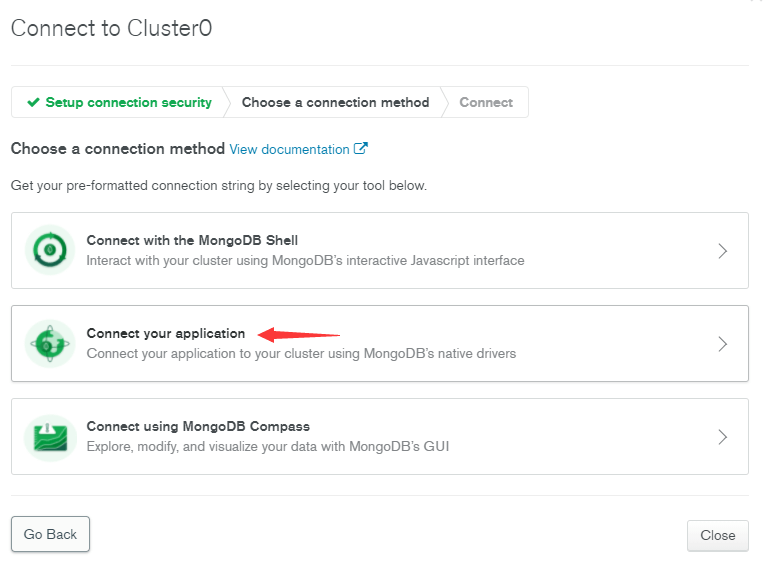 Connect to Cluster0
Setup connection security Choose a connection method Connect
Choose a connection method View documentation
Get your pre-formatted connection string by selecting your tool below.
Connect with the MongoDB Shell
Interact with your cluster using MongoDB's interactive Javascript interface
Connect your application
Connect your application to your cluster using MongoDB's native drivers
Connect using MongoDB Compass
Explore, modify, and visualize your data with MongoDB's GUI
Go Back Close